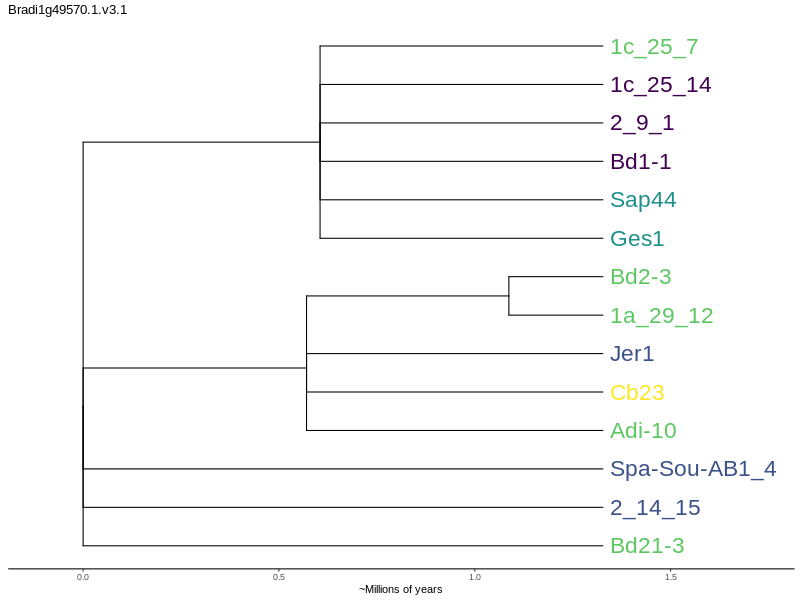 Bradi1g49570.1.v3.1
1c_25_7
1c_25_14
2_9_1
Bd1-1
Sap44
Ges1
Bd2-3
1a_29_12
Jer1
Cb23
Adi-10
Spa-Sou-AB1_4
2_14_15
Bd21-3
0.0 0.5 1.0 1.5
~Millions of years